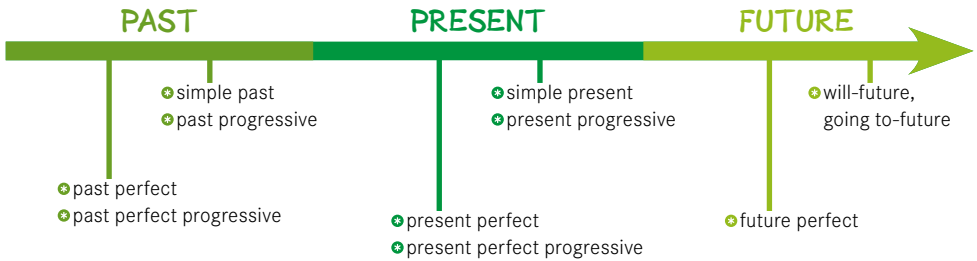 PAST PRESENT FUTURE
simple past
past progressive
simple present
present progressive
will-future,
going to-future
past perfect
past perfect progressive
present perfect
present perfect progressive
future perfect